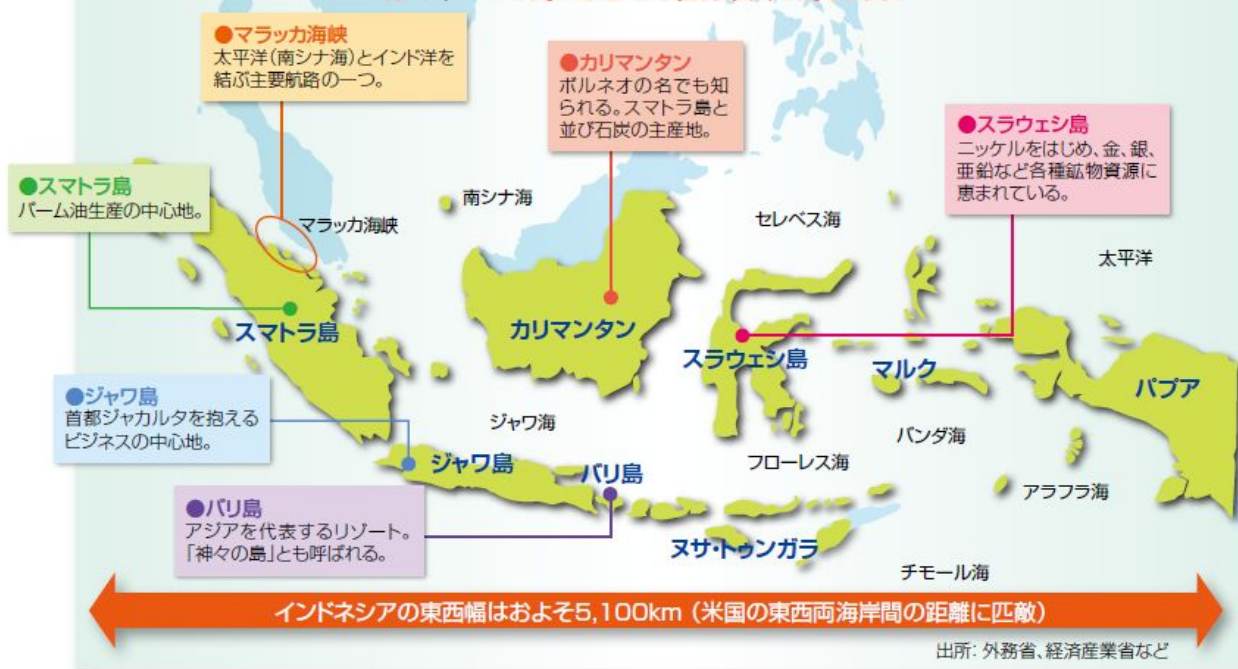 ●マラッカ海峡
太平洋(南シナ海)とインド洋を
結ぶ主要航路の一つ。
●カリマンタン
ボルネオの名でも知
られる。スマトラ島と
並び石炭の主産地。
●スラウェシ島
ニッケルをはじめ、金、銀、
亜鉛など各種鉱物資源に
恵まれている。
●スマトラ島
パーム油生産の中心地。
南シナ海
マラッカ海峡
セレベス海
太平洋
スマトラ島
カリマンタン
スラウェシ島
マルク
パプア
●ジャワ島
首都ジャカルタを抱える
ビジネスの中心地。
ジャワ海
バンダ海
ジャワ島
バリ島
フローレス海
アラフラ海
●バリ島
アジアを代表するリゾート。
「神々の島」とも呼ばれる。
ヌサ・トゥンガラ
チモール海
インドネシアの東西幅はおよそ5,100km(米国の東西両海岸間の距離に匹敵)
出所:外務省、経済産業省など